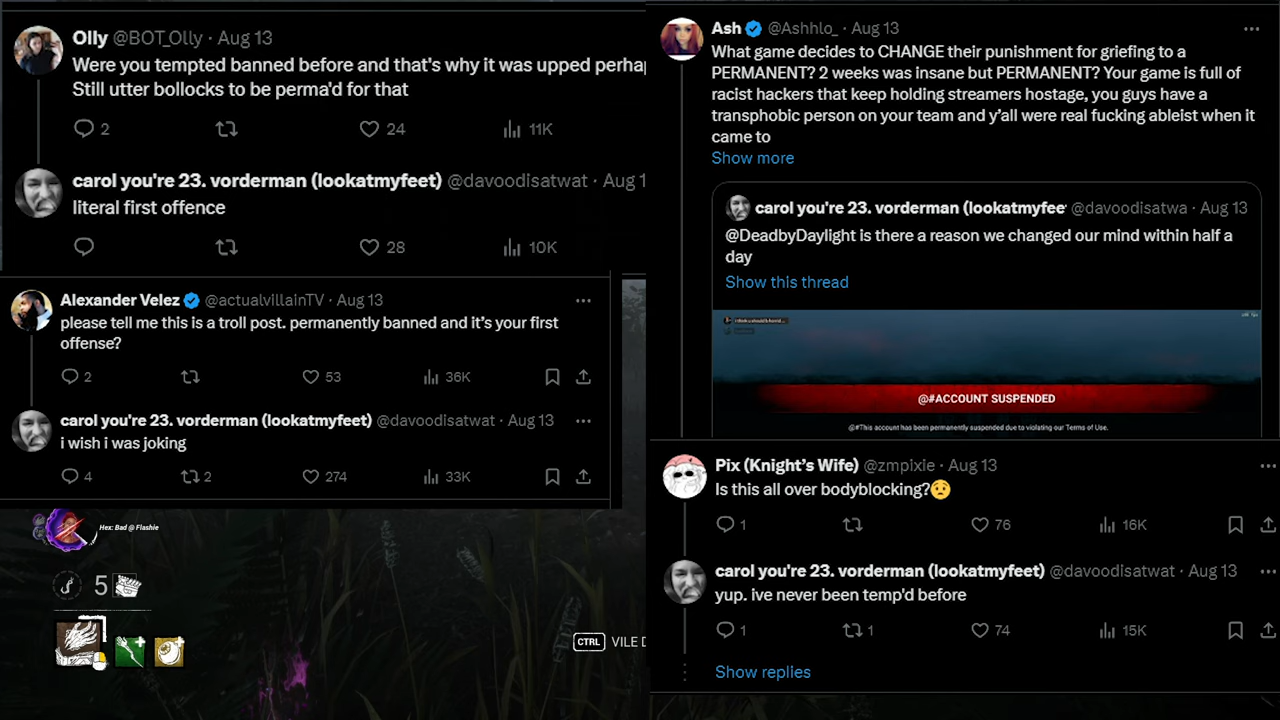 Olly @BOT_Olly · Aug 13
Were you tempted banned before and that's why it was upped perhap
Still utter bollocks to be perma'd for that
2 24 11K
carol you're 23. vorderman (lookatmyfeet) @davoodisatwat · Aug 1
literal first offence
28 10K
Alexander Velez @actualvillainTV · Aug 13
please tell me this is a troll post. permanently banned and it's your first
offense?
2 53 36K
carol you're 23. vorderman (lookatmyfeet) @davoodisatwat · Aug 13
i wish i was joking
4 2 274 33K
Hex: Bad @ Flashie
5
CTRL VILE D
Ash @Ashhlo_ · Aug 13
What game decides to CHANGE their punishment for griefing to a
PERMANENT? 2 weeks was insane but PERMANENT? Your game is full of
racist hackers that keep holding streamers hostage, you guys have a
transphobic person on your team and y'all were real fucking ableist when it
came to
Show more
carol you're 23. vorderman (lookatmyfee @davoodisatwa · Aug 13
@DeadbyDaylight is there a reason we changed our mind within half a
day
Show this thread
@#ACCOUNT SUSPENDED
@#This account has been permanently suspended due to violating our Terms of Use.
Pix (Knight's Wife) @zmpixie · Aug 13
Is this all over bodyblocking?😟
1 76 16K
carol you're 23. vorderman (lookatmyfeet) @davoodisatwat · Aug 13
yup. ive never been temp'd before
1 1 74 15K
Show replies